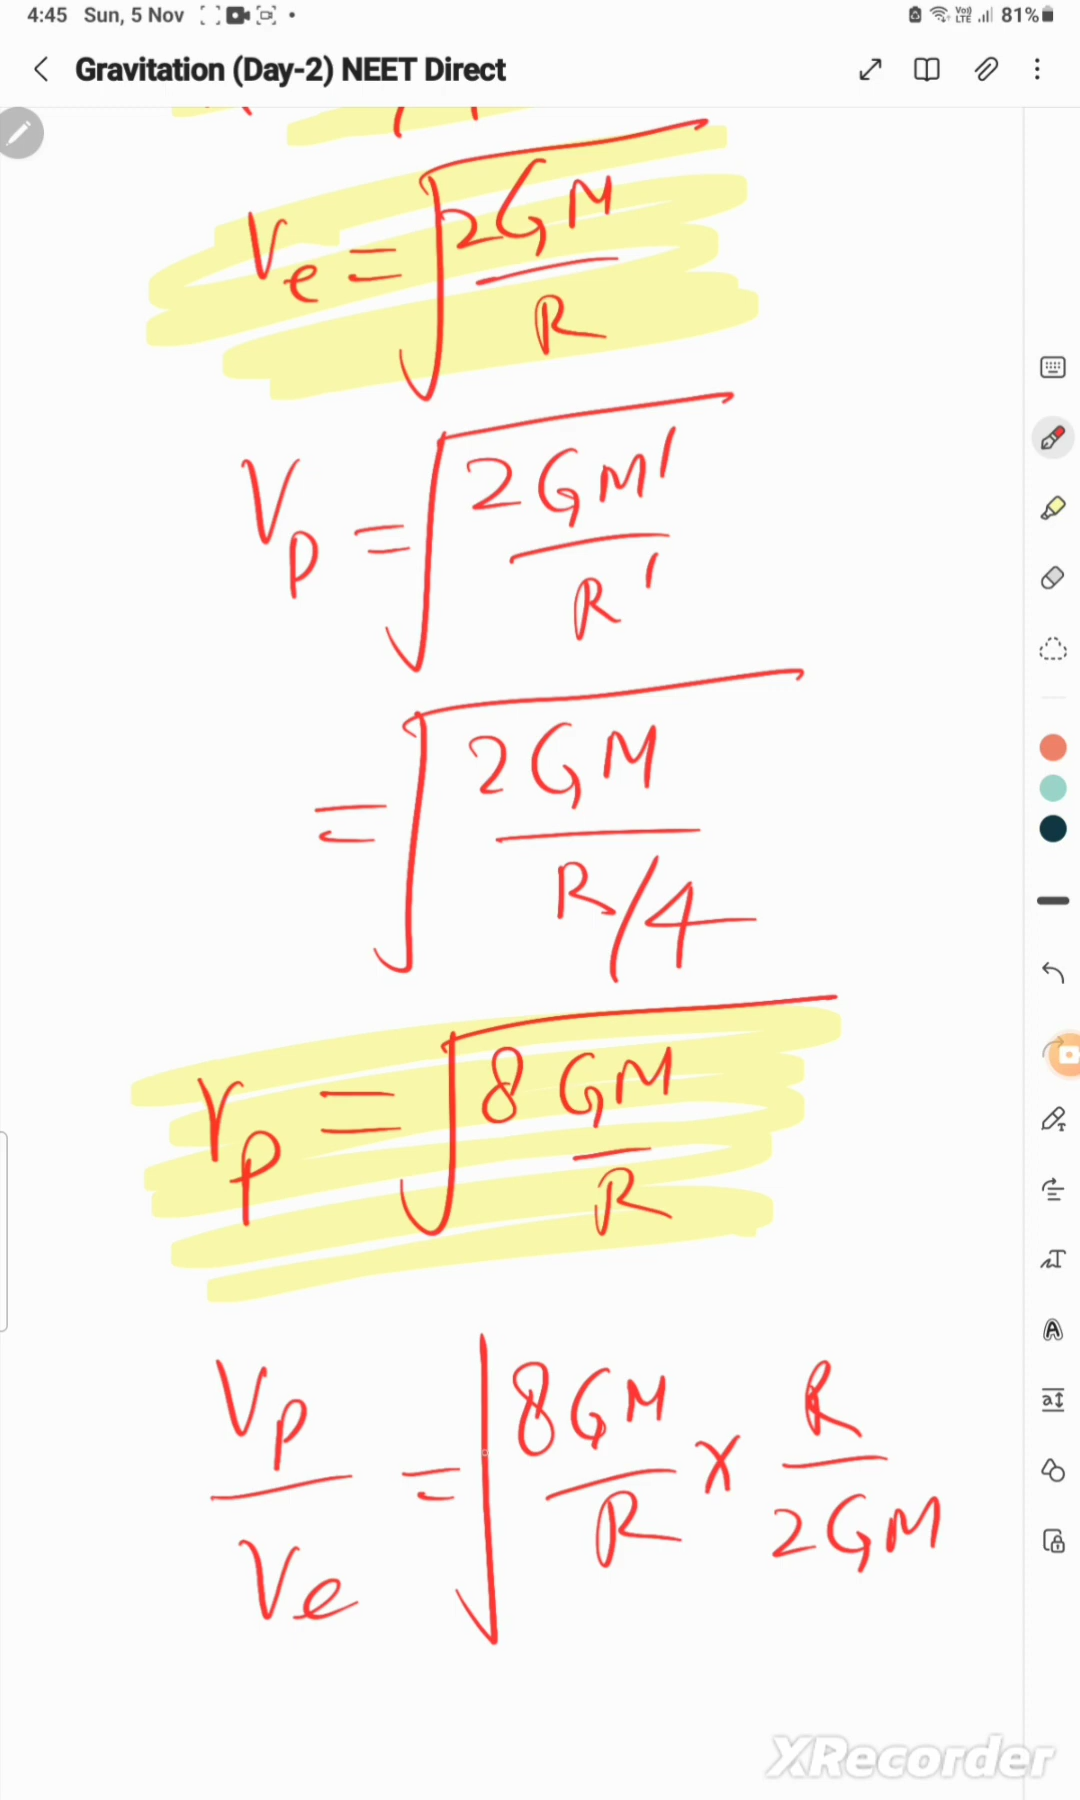 4:45 Sun, 5 Nov 81%
Gravitation (Day-2) NEET Direct
Ve = √(2GM/R)
Vp = √(2GM'/R')
= √(2GM/(R/4))
Vp = √(8GM/R)
Vp/Ve = √(8GM/R × R/2GM)
XRecorder